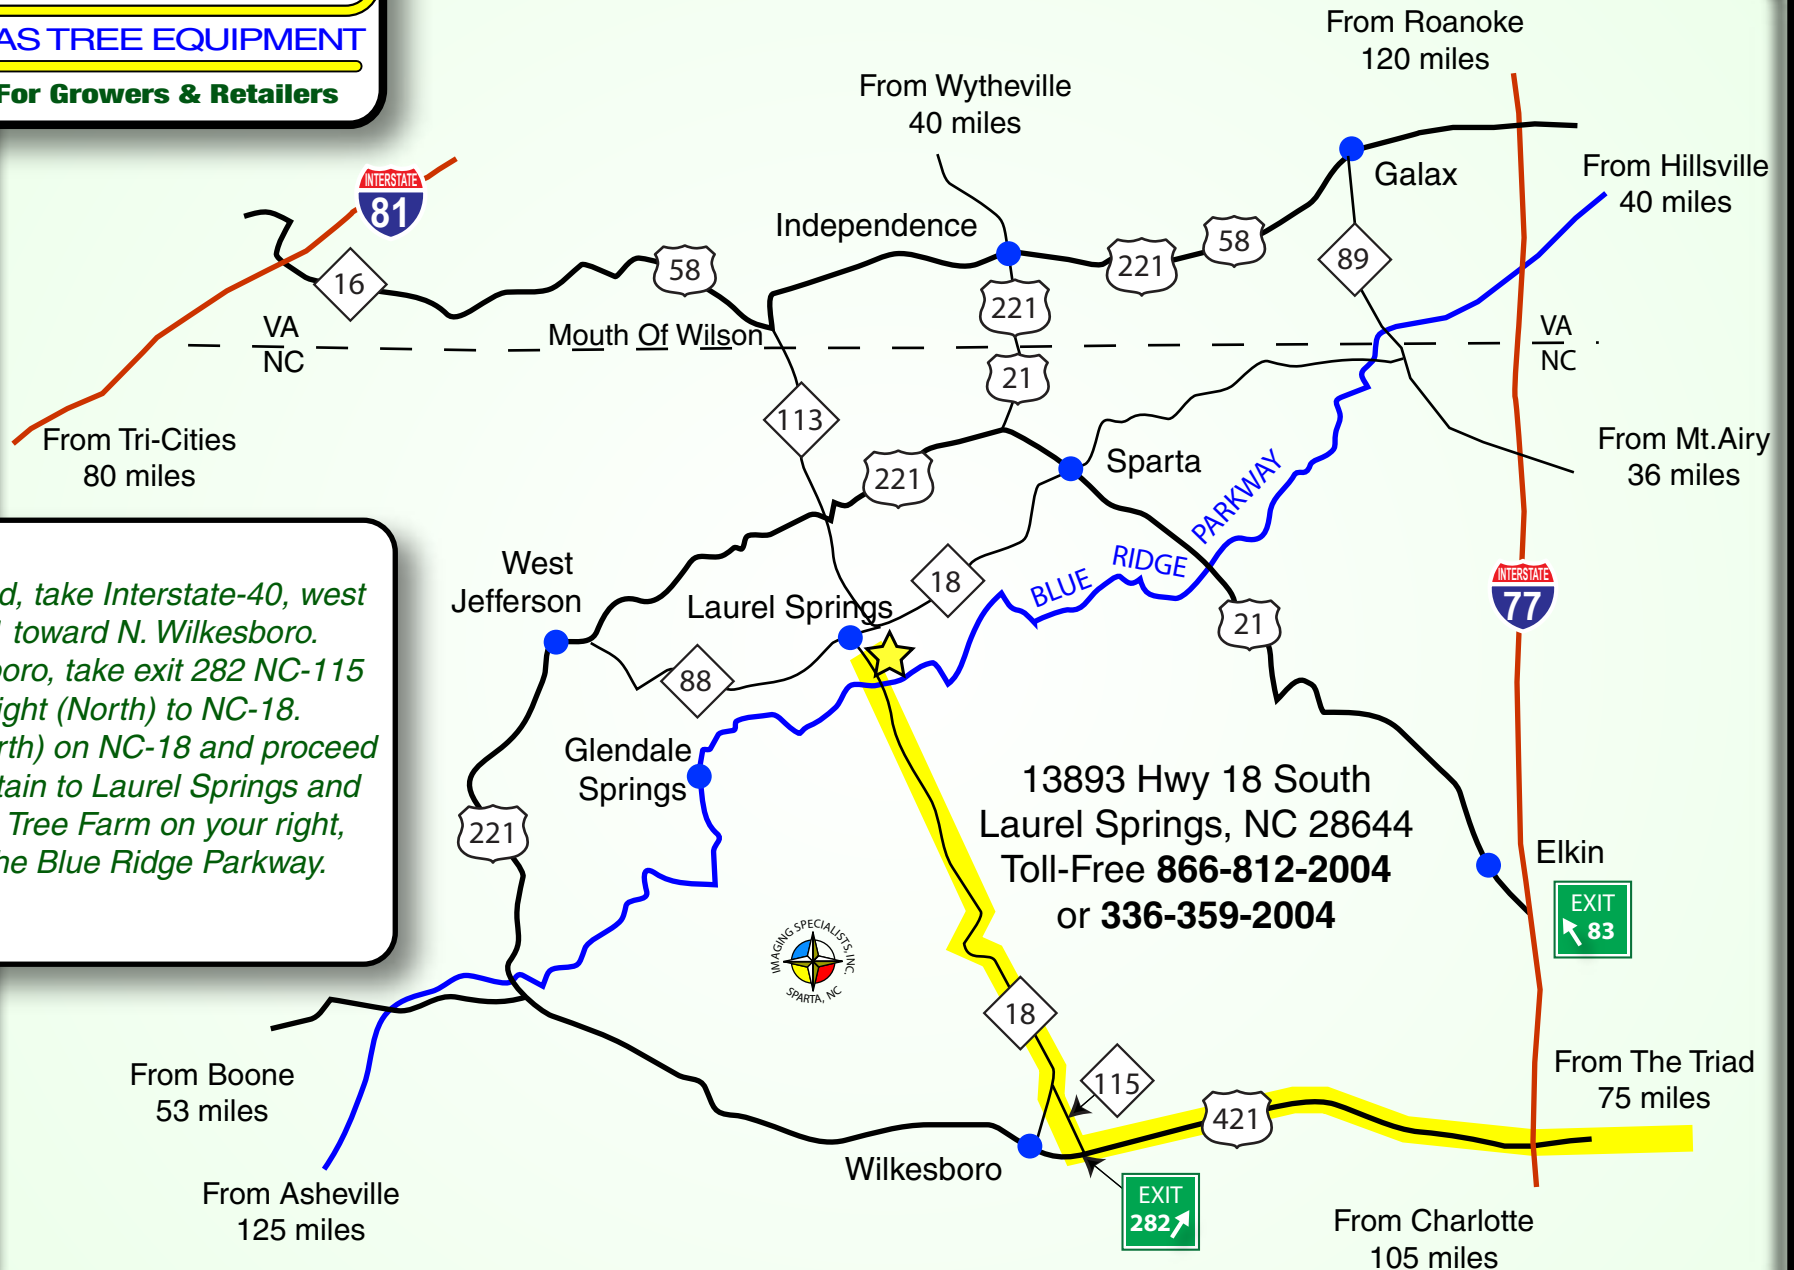 AS TREE EQUIPMENT
For Growers & Retailers
From Roanoke
120 miles
From Wytheville
40 miles
Galax
From Hillsville
40 miles
INTERSTATE
81
Independence
16
58
221
58
89
221
VA
NC
Mouth Of Wilson
VA
NC
21
113
From Tri-Cities
80 miles
221
Sparta
From Mt.Airy
36 miles
BLUE RIDGE PARKWAY
West
Jefferson
Laurel Springs
18
INTERSTATE
77
21
88
d, take Interstate-40, west
toward N. Wilkesboro.
boro, take exit 282 NC-115
ight (North) to NC-18.
rth) on NC-18 and proceed
tain to Laurel Springs and
Tree Farm on your right,
he Blue Ridge Parkway.
Glendale
Springs
221
13893 Hwy 18 South
Laurel Springs, NC 28644
Toll-Free 866-812-2004
or 336-359-2004
Elkin
EXIT
83
IMAGING SPECIALISTS, INC.
SPARTA, NC
18
115
421
From The Triad
75 miles
From Boone
53 miles
Wilkesboro
EXIT
282
From Asheville
125 miles
From Charlotte
105 miles